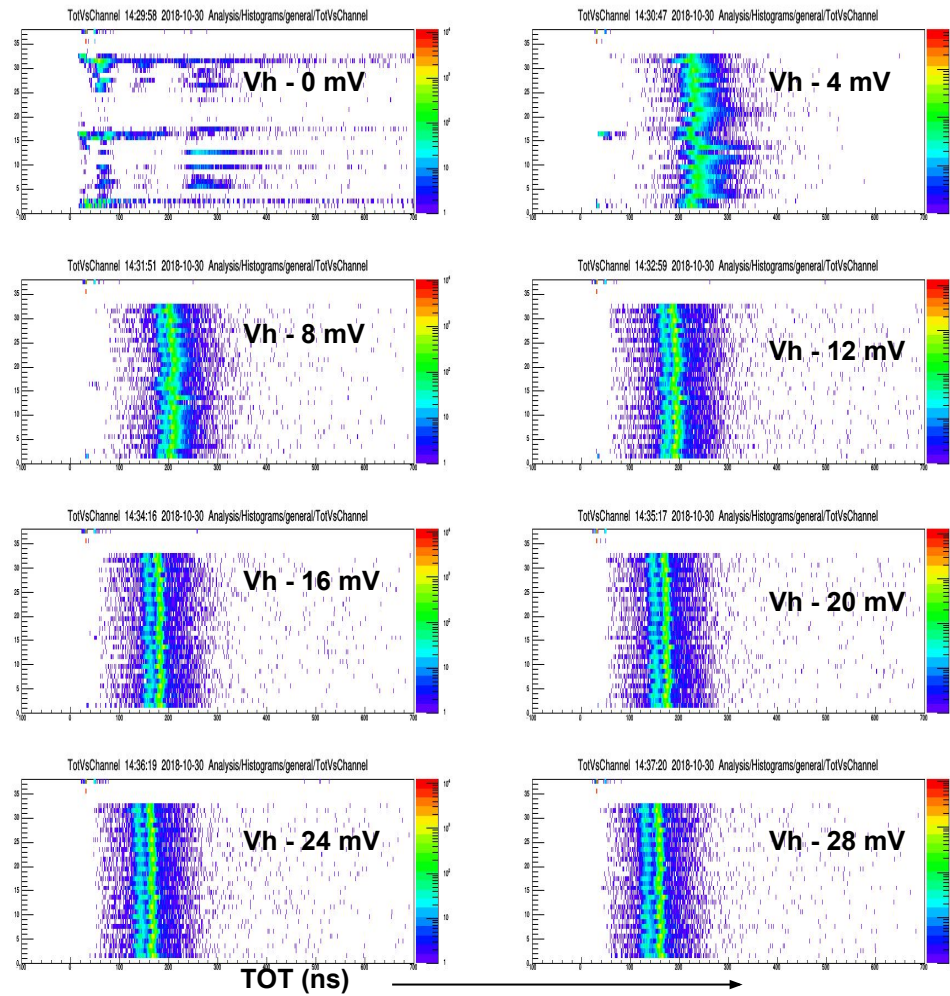 TotVsChannel 14:29:58 2018-10-30 Analysis/Histograms/general/TotVsChannel
Vh - 0 mV
TotVsChannel 14:30:47 2018-10-30 Analysis/Histograms/general/TotVsChannel
Vh - 4 mV
TotVsChannel 14:31:51 2018-10-30 Analysis/Histograms/general/TotVsChannel
Vh - 8 mV
TotVsChannel 14:32:59 2018-10-30 Analysis/Histograms/general/TotVsChannel
Vh - 12 mV
TotVsChannel 14:34:16 2018-10-30 Analysis/Histograms/general/TotVsChannel
Vh - 16 mV
TotVsChannel 14:35:17 2018-10-30 Analysis/Histograms/general/TotVsChannel
Vh - 20 mV
TotVsChannel 14:36:19 2018-10-30 Analysis/Histograms/general/TotVsChannel
Vh - 24 mV
TotVsChannel 14:37:20 2018-10-30 Analysis/Histograms/general/TotVsChannel
Vh - 28 mV
TOT (ns)